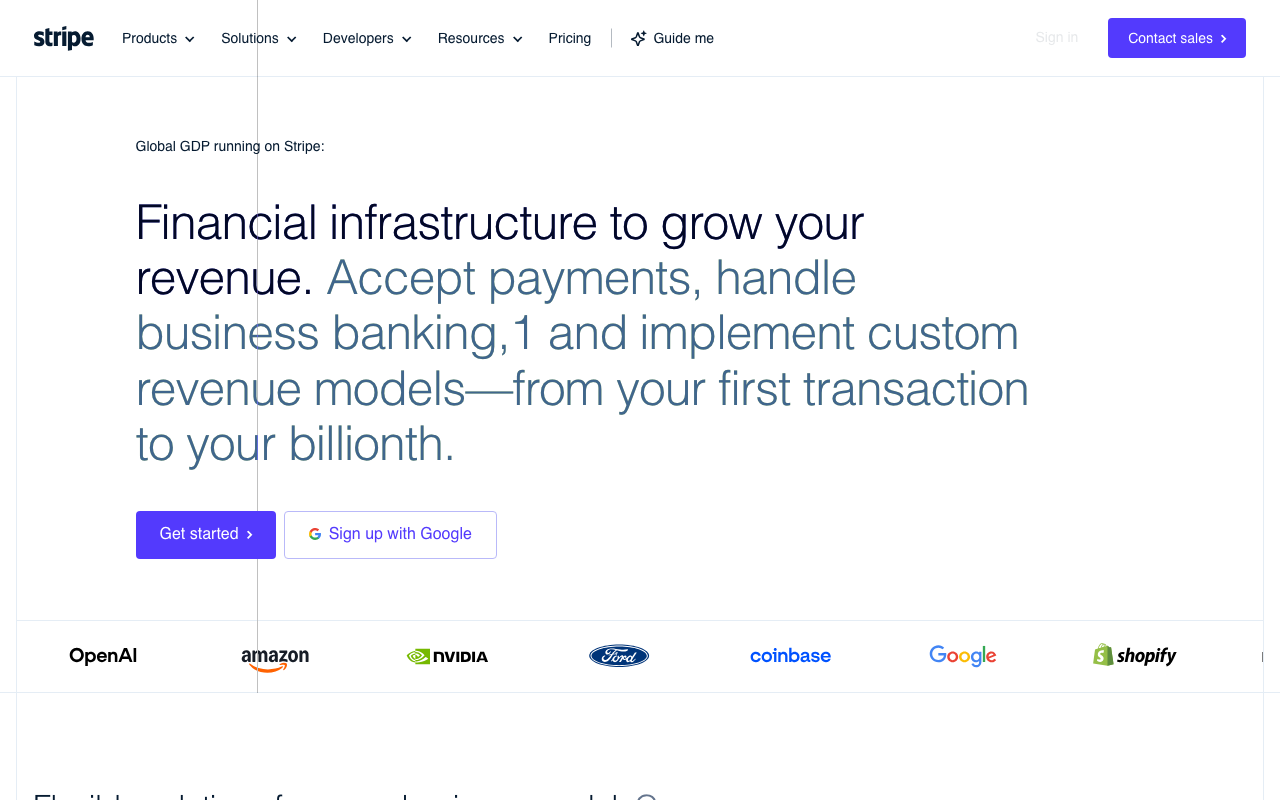 stripe Products Solutions Developers Resources Pricing Guide me Sign in Contact sales
Global GDP running on Stripe:
Financial infrastructure to grow your
revenue. Accept payments, handle
business banking,1 and implement custom
revenue models—from your first transaction
to your billionth.
Get started Sign up with Google
OpenAI amazon NVIDIA Ford coinbase Google shopify